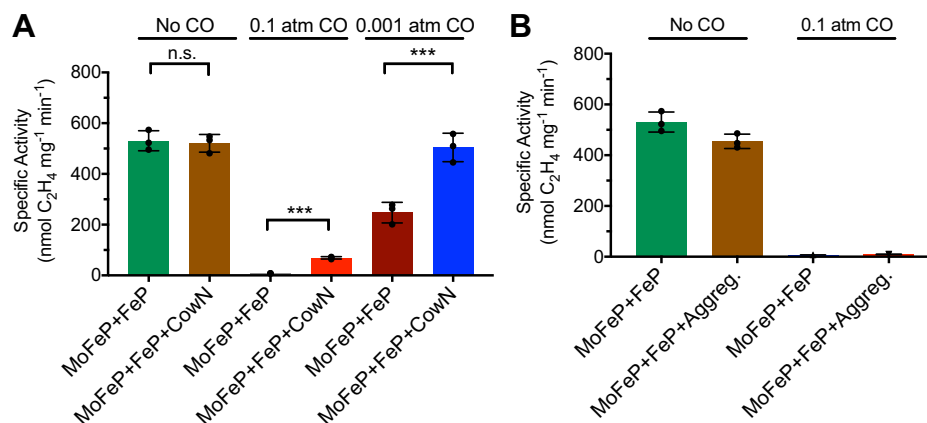 A
No CO
0.1 atm CO
0.001 atm CO
n.s.
***
***
Specific Activity
(nmol C₂H₄ mg⁻¹ min⁻¹)
800
600
400
200
0
MoFeP+FeP
MoFeP+FeP+CowN
MoFeP+FeP
MoFeP+FeP+CowN
MoFeP+FeP
MoFeP+FeP+CowN
B
No CO
0.1 atm CO
Specific Activity
(nmol C₂H₄ mg⁻¹ min⁻¹)
800
600
400
200
0
MoFeP+FeP
MoFeP+FeP+Aggreg.
MoFeP+FeP
MoFeP+FeP+Aggreg.